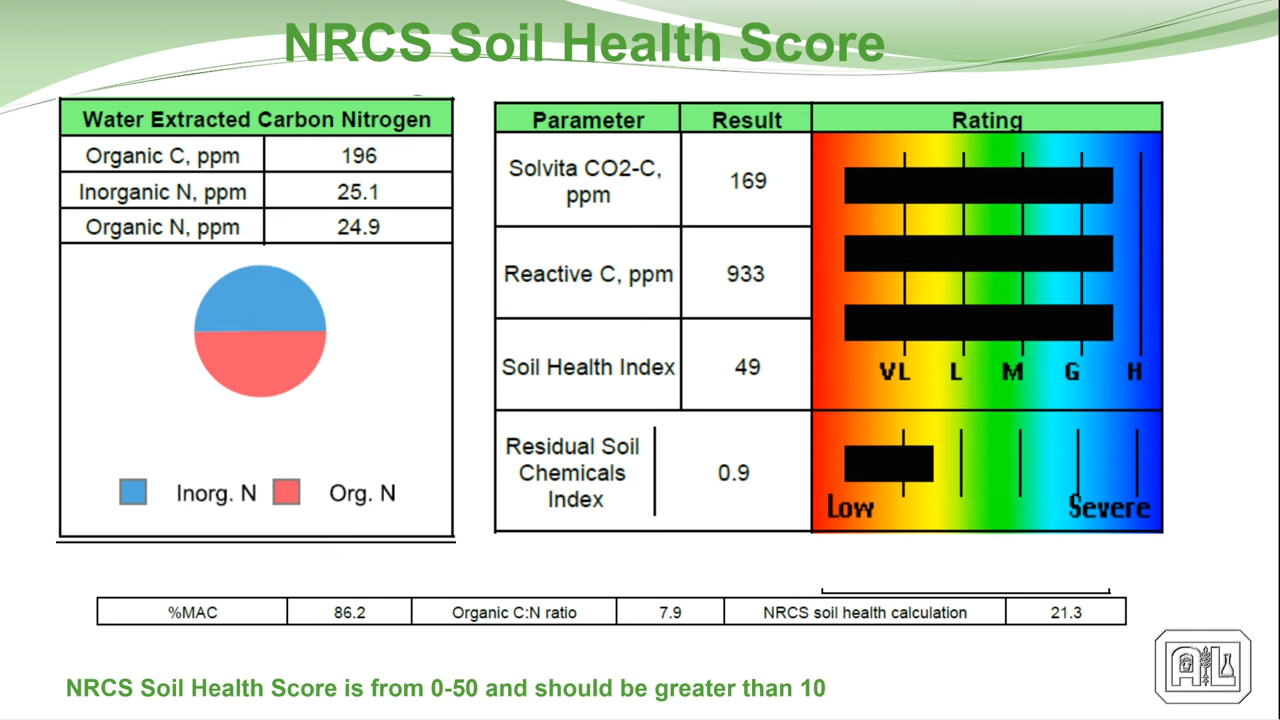 NRCS Soil Health Score
Water Extracted Carbon Nitrogen
Organic C, ppm 196
Inorganic N, ppm 25.1
Organic N, ppm 24.9
Inorg. N Org. N
Parameter Result Rating
Solvita CO2-C,
ppm
169
Reactive C, ppm 933
Soil Health Index 49
VL L M G H
Residual Soil
Chemicals
Index
0.9
Low Severe
%MAC 86.2 Organic C:N ratio 7.9 NRCS soil health calculation 21.3
NRCS Soil Health Score is from 0-50 and should be greater than 10
AL